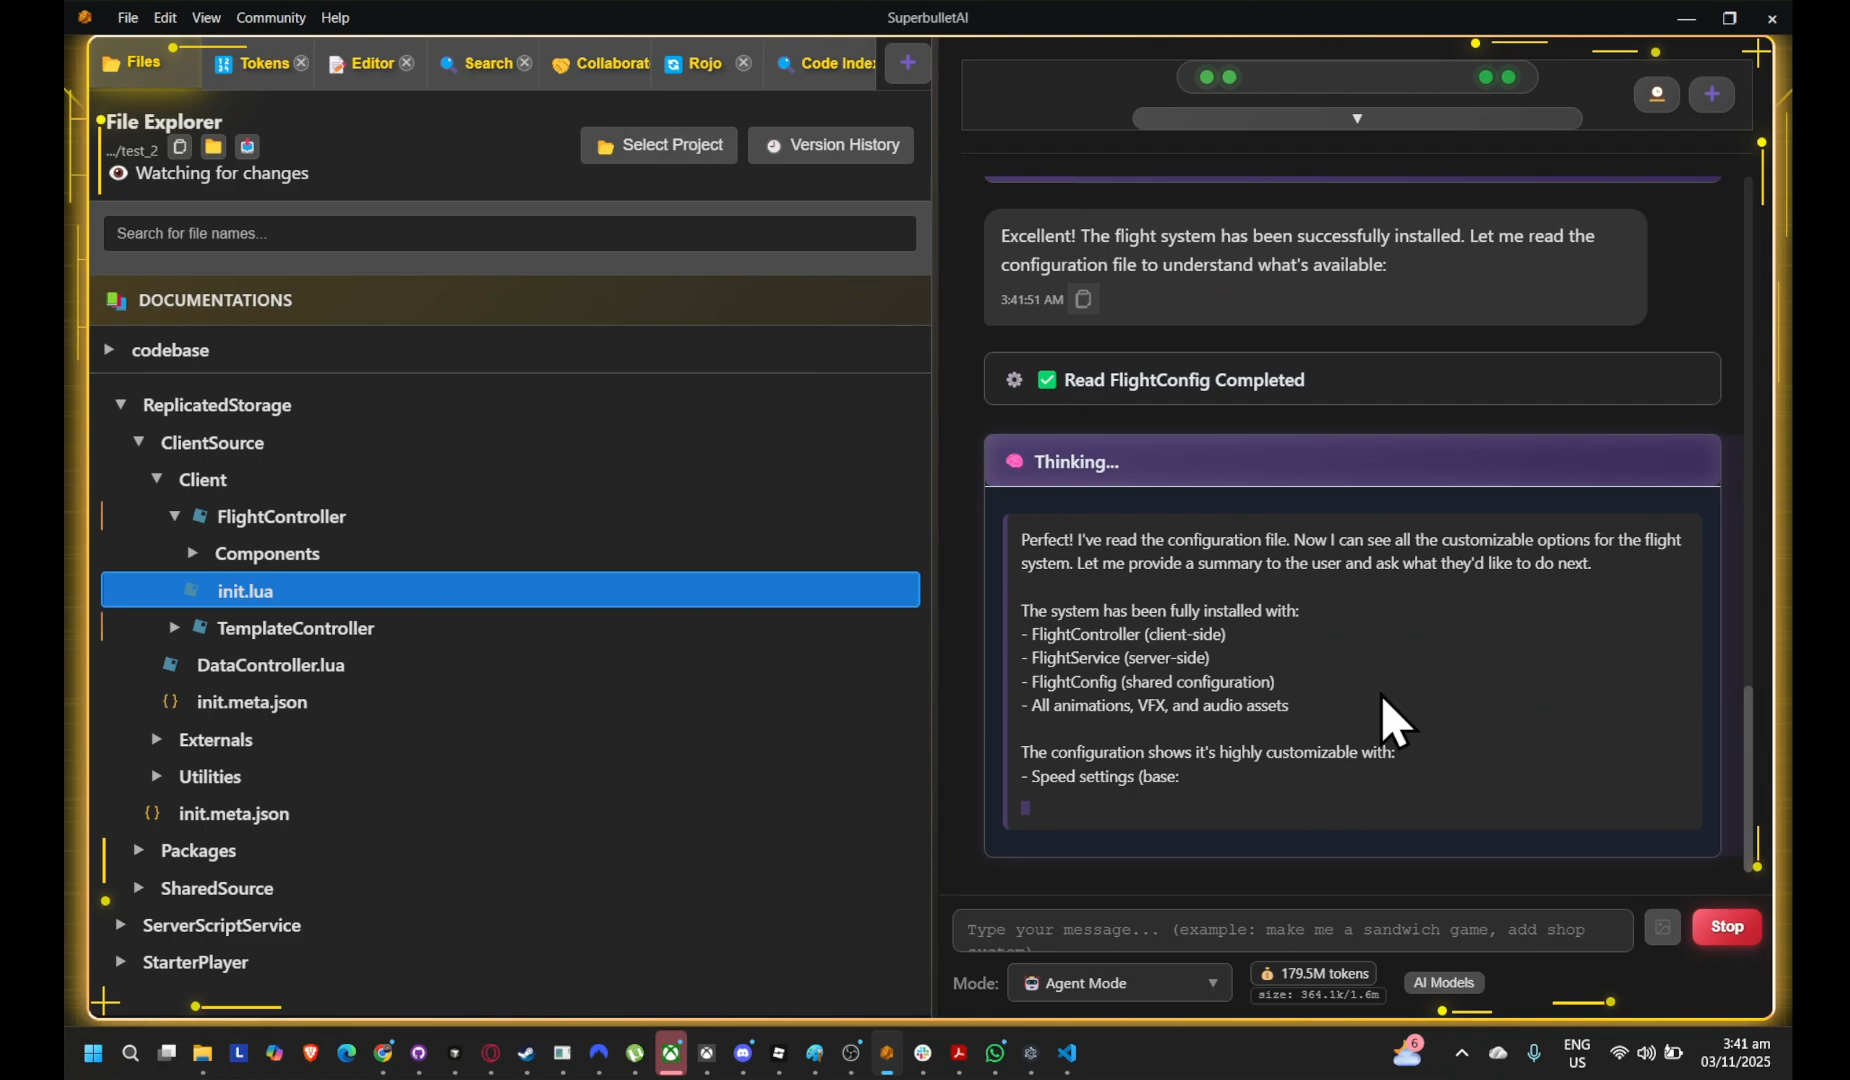 File Edit View Community Help
SuperbulletAI
Files
Tokens
Editor
Search
Collaborat
Rojo
Code Index
File Explorer
.../test_2
Watching for changes
Select Project
Version History
Search for file names...
DOCUMENTATIONS
codebase
ReplicatedStorage
ClientSource
Client
FlightController
Components
init.lua
TemplateController
DataController.lua
{} init.meta.json
Externals
Utilities
{} init.meta.json
Packages
SharedSource
ServerScriptService
StarterPlayer
Excellent! The flight system has been successfully installed. Let me read the
configuration file to understand what's available:
3:41:51 AM
Read FlightConfig Completed
Thinking...
Perfect! I've read the configuration file. Now I can see all the customizable options for the flight
system. Let me provide a summary to the user and ask what they'd like to do next.
The system has been fully installed with:
- FlightController (client-side)
- FlightService (server-side)
- FlightConfig (shared configuration)
- All animations, VFX, and audio assets
The configuration shows it's highly customizable with:
- Speed settings (base:
Type your message... (example: make me a sandwich game, add shop
Stop
Mode:
Agent Mode
179.5M tokens
size: 364.1k/1.6m
AI Models
6
ENG
US
3:41 am
03/11/2025